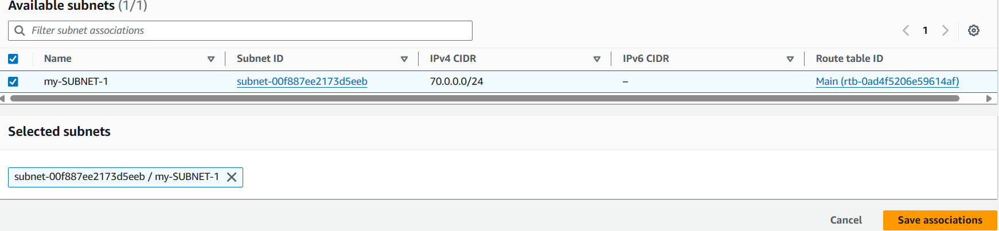 Available subnets (1/1)
Filter subnet associations
1
Name Subnet ID IPv4 CIDR IPv6 CIDR Route table ID
my-SUBNET-1 subnet-00f887ee2173d5eeb 70.0.0.0/24 – Main (rtb-0ad4f5206e59614af)
Selected subnets
subnet-00f887ee2173d5eeb / my-SUBNET-1
Cancel Save associations